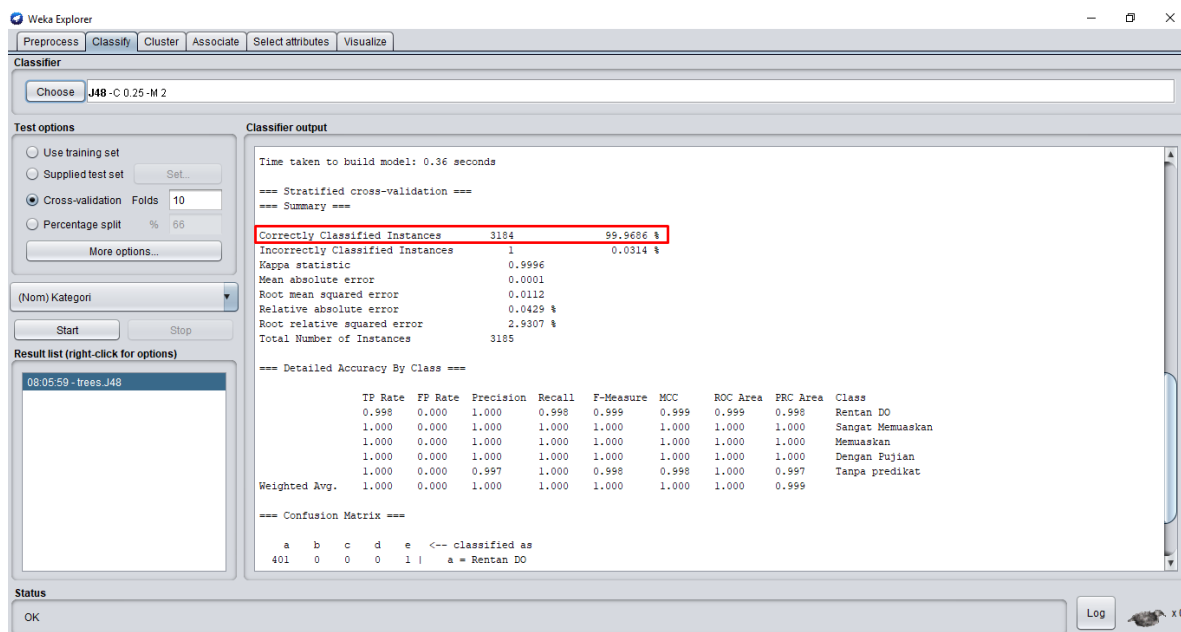 Weka Explorer
Preprocess Classify Cluster Associate Select attributes Visualize
Classifier
Choose J48 -C 0.25 -M 2
Test options
Use training set
Supplied test set Set...
Cross-validation Folds 10
Percentage split % 66
More options...
(Nom) Kategori
Start Stop
Result list (right-click for options)
08:05:59 - trees.J48
Classifier output
Time taken to build model: 0.36 seconds
=== Stratified cross-validation ===
=== Summary ===
Correctly Classified Instances 3184 99.9686 %
Incorrectly Classified Instances 1 0.0314 %
Kappa statistic 0.9996
Mean absolute error 0.0001
Root mean squared error 0.0112
Relative absolute error 0.0429 %
Root relative squared error 2.9307 %
Total Number of Instances 3185
=== Detailed Accuracy By Class ===
TP Rate FP Rate Precision Recall F-Measure MCC ROC Area PRC Area Class
0.998 0.000 1.000 0.998 0.999 0.999 0.999 0.998 Rentan DO
1.000 0.000 1.000 1.000 1.000 1.000 1.000 1.000 Sangat Memuaskan
1.000 0.000 1.000 1.000 1.000 1.000 1.000 1.000 Memuaskan
1.000 0.000 1.000 1.000 1.000 1.000 1.000 1.000 Dengan Pujian
1.000 0.000 0.997 1.000 0.998 0.998 1.000 0.997 Tanpa predikat
Weighted Avg. 1.000 0.000 1.000 1.000 1.000 1.000 1.000 0.999
=== Confusion Matrix ===
a b c d e <-- classified as
401 0 0 0 1 | a = Rentan DO
Status
OK
Log